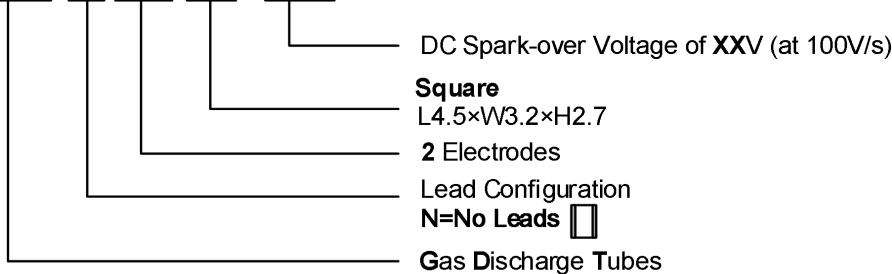 DC Spark-over Voltage of XXV (at 100V/s)
Square
L4.5×W3.2×H2.7
2 Electrodes
Lead Configuration
N=No Leads
Gas Discharge Tubes